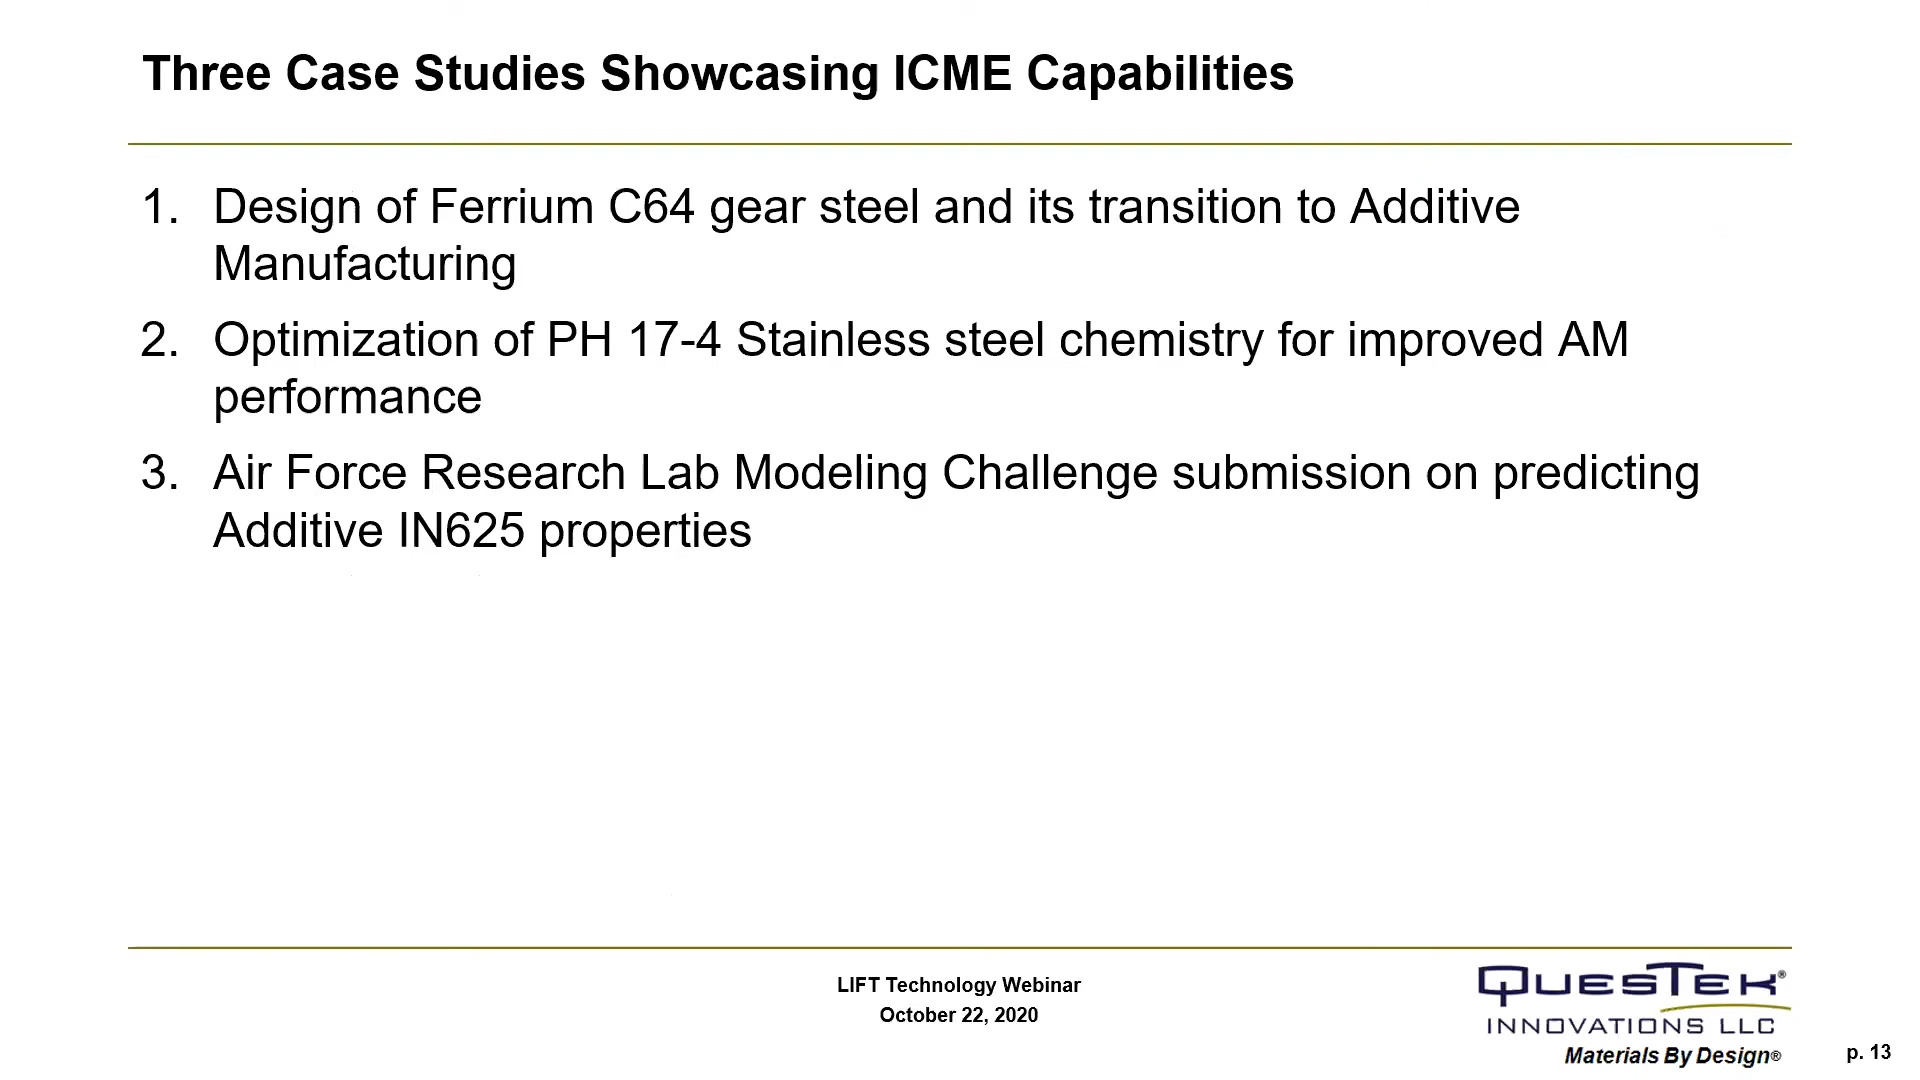 Three Case Studies Showcasing ICME Capabilities
1. Design of Ferrium C64 gear steel and its transition to Additive
Manufacturing
2. Optimization of PH 17-4 Stainless steel chemistry for improved AM
performance
3. Air Force Research Lab Modeling Challenge submission on predicting
Additive IN625 properties
LIFT Technology Webinar
October 22, 2020
QUESTEK®
INNOVATIONS LLC
Materials By Design®
p. 13